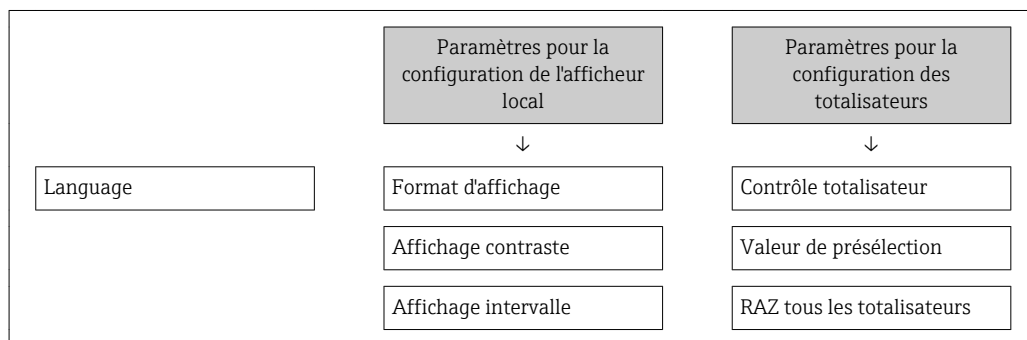 Paramètres pour la
configuration de l'afficheur
local
Paramètres pour la
configuration des
totalisateurs
↓
↓
Language
Format d'affichage
Contrôle totalisateur
Affichage contraste
Valeur de présélection
Affichage intervalle
RAZ tous les totalisateurs